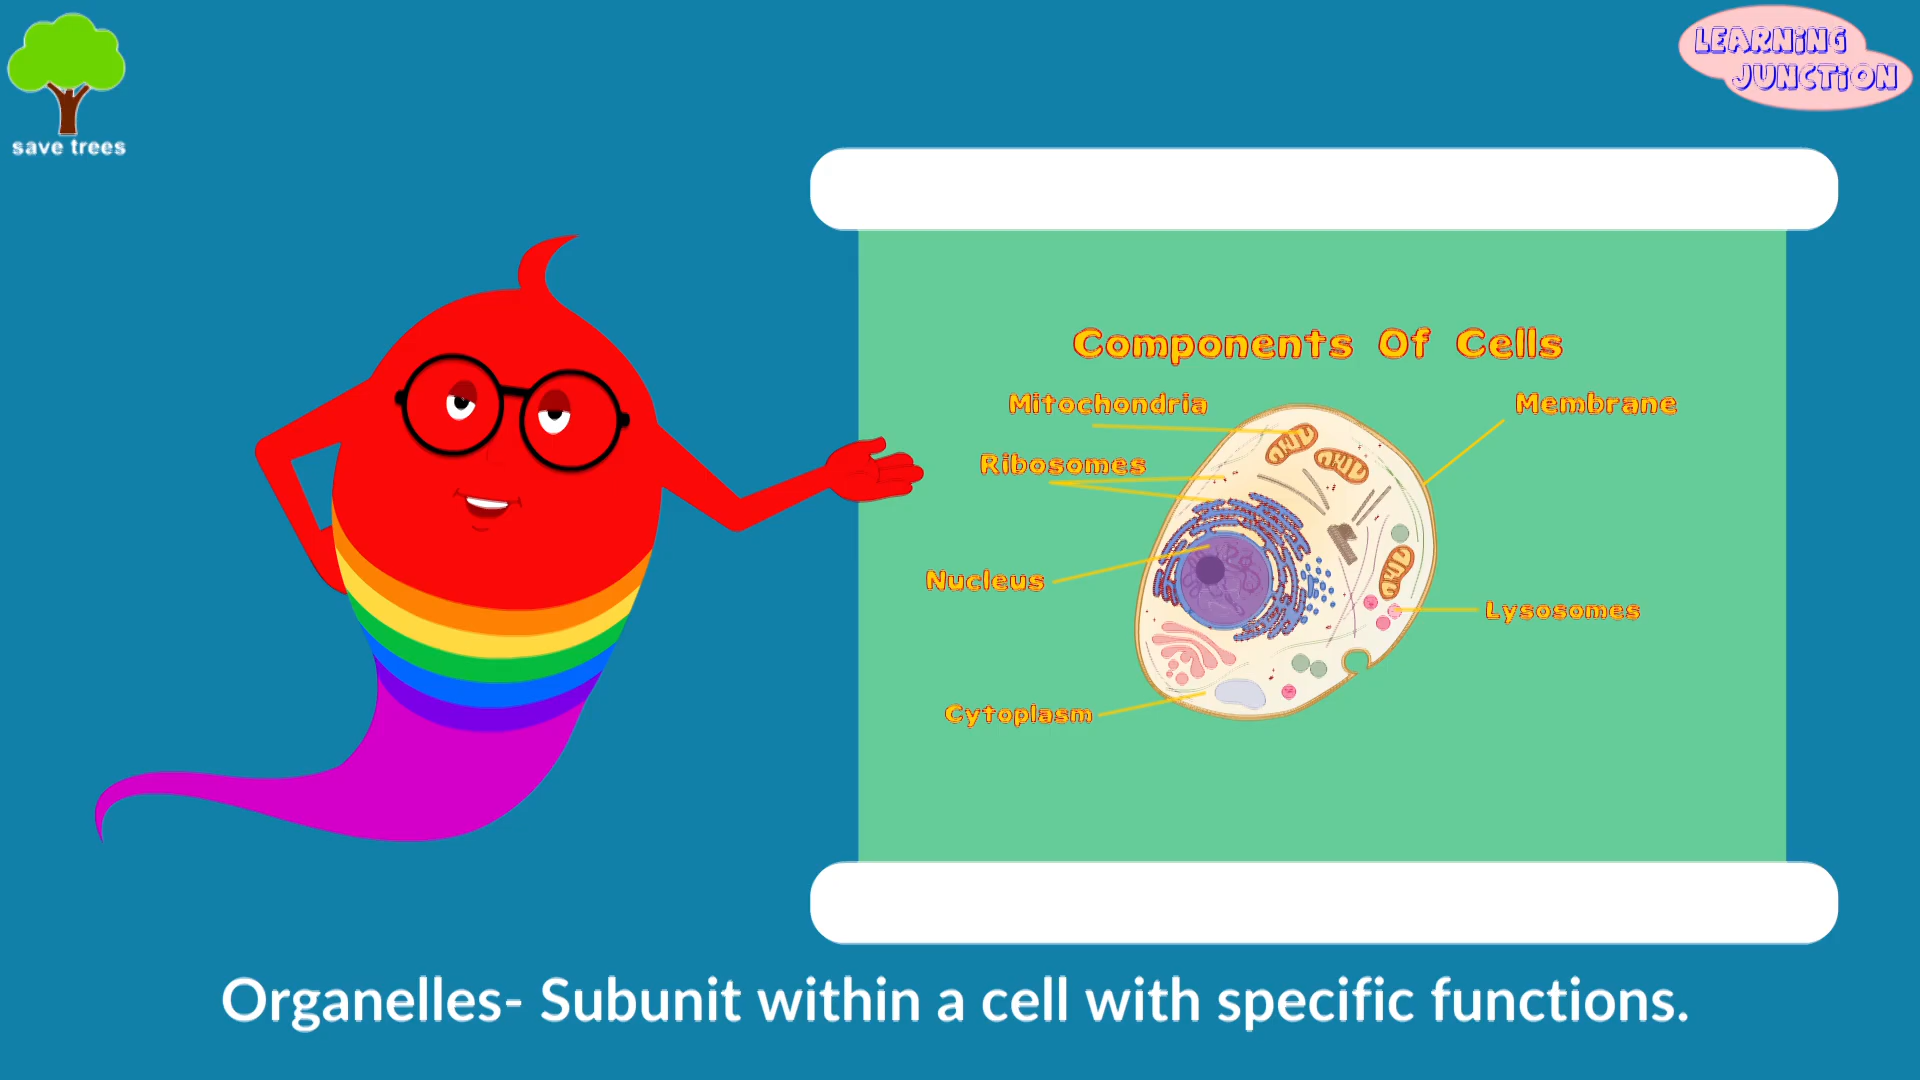 save trees
LEARNiNG
JUNCTiON
Components Of Cells
Mitochondria
Membrane
Ribosomes
Nucleus
Lysosomes
Cytoplasm
Organelles- Subunit within a cell with specific functions.